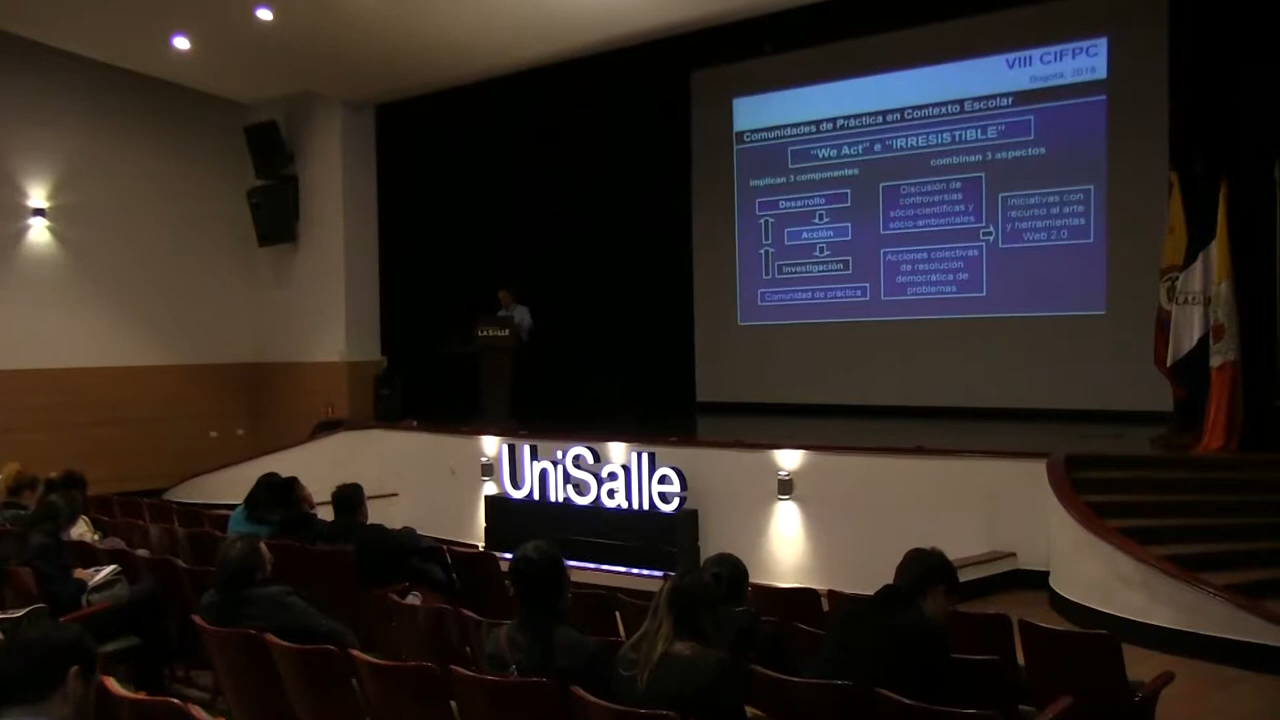 VIII CIFPC
Bogotá, 2018
Comunidades de Práctica en Contexto Escolar
"We Act" e "IRRESISTIBLE"
implican 3 componentes
combinan 3 aspectos
Desarrollo
Acción
Investigación
Comunidad de práctica
Discusión de
controversias
sócio-científicas y
sócio-ambientales
Acciones colectivas
de resolución
democrática de
problemas
Iniciativas con
recurso al arte
y herramientas
Web 2.0
LA SALLE
LA SALLE
UniSalle